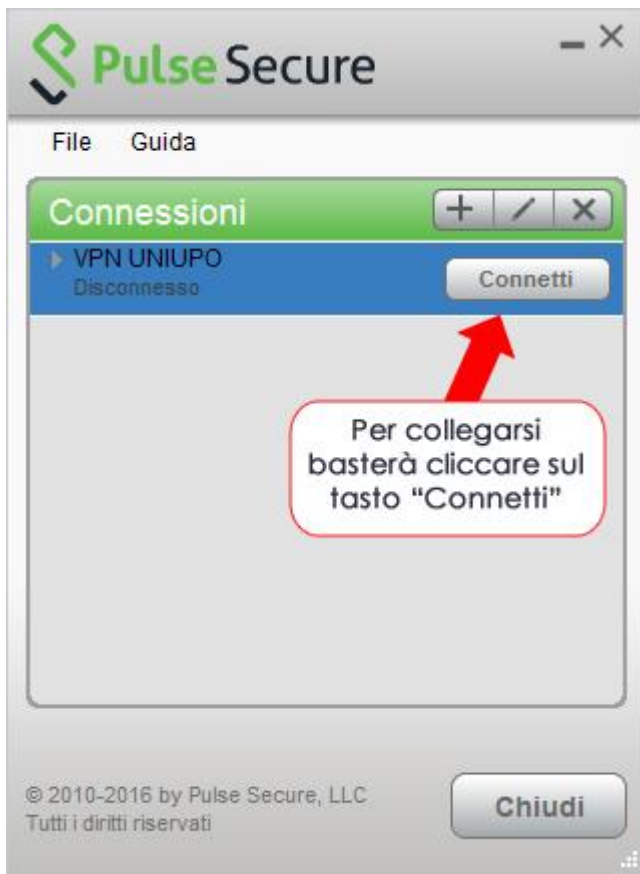 Pulse Secure
File Guida
Connessioni
VPN UNIUPO
Disconnesso
Connetti
Per collegarsi
basterà cliccare sul
tasto “Connetti”
© 2010-2016 by Pulse Secure, LLC
Tutti i diritti riservati
Chiudi